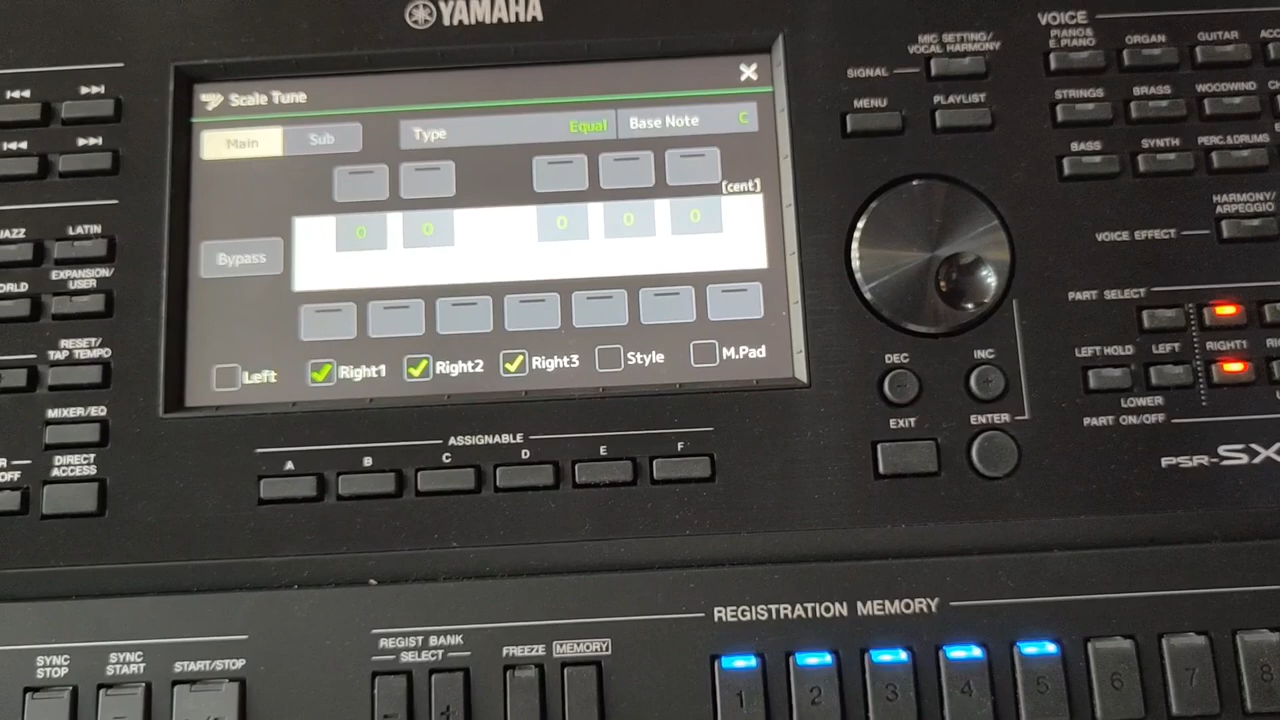 YAMAHA
Scale Tune
Main
Sub
Type
Equal
Base Note
C
[cent]
0
0
0
0
0
Bypass
Left
Right1
Right2
Right3
Style
M.Pad
ASSIGNABLE
A
B
C
D
E
F
LATIN
EXPANSION/
USER
RESET/
TAP TEMPO
MIXER/EQ
DIRECT
ACCESS
OFF
MIC SETTING/
VOCAL HARMONY
SIGNAL
MENU
PLAYLIST
DEC
INC
-
+
EXIT
ENTER
VOICE
PIANO &
E. PIANO
ORGAN
GUITAR
STRINGS
BRASS
WOODWIND
BASS
SYNTH
PERC. & DRUMS
HARMONY/
ARPEGGIO
VOICE EFFECT
PART SELECT
LEFT HOLD
LEFT
RIGHT1
LOWER
PART ON/OFF
PSR-SX
REGISTRATION MEMORY
REGIST BANK
SELECT
FREEZE
MEMORY
SYNC
STOP
SYNC
START
START/STOP
-
+
1
2
3
4
5
6
7
8